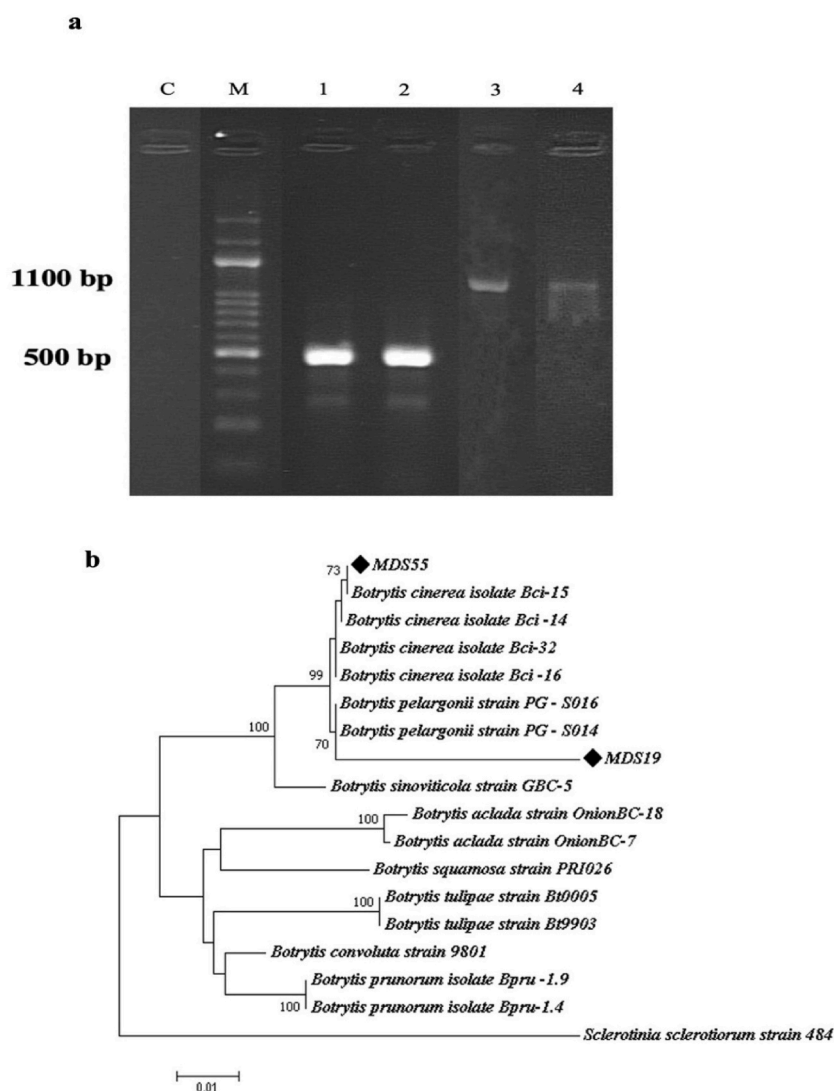 a
C M 1 2 3 4
1100 bp
500 bp
b
73
MDS55
Botrytis cinerea isolate Bci-15
Botrytis cinerea isolate Bci -14
Botrytis cinerea isolate Bci-32
99
Botrytis cinerea isolate Bci -16
Botrytis pelargonii strain PG - S016
100
Botrytis pelargonii strain PG - S014
70
MDS19
Botrytis sinoviticola strain GBC-5
Botrytis aclada strain OnionBC-18
100
Botrytis aclada strain OnionBC-7
Botrytis squamosa strain PRI026
Botrytis tulipae strain Bt0005
100
Botrytis tulipae strain Bt9903
Botrytis convoluta strain 9801
Botrytis prunorum isolate Bpru -1.9
100
Botrytis prunorum isolate Bpru-1.4
Sclerotinia sclerotiorum strain 484
0.01